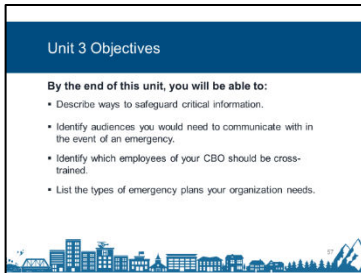 Unit 3 Objectives
By the end of this unit, you will be able to:
▪ Describe ways to safeguard critical information.
▪ Identify audiences you would need to communicate with in
the event of an emergency.
▪ Identify which employees of your CBO should be cross-
trained.
▪ List the types of emergency plans your organization needs.
57